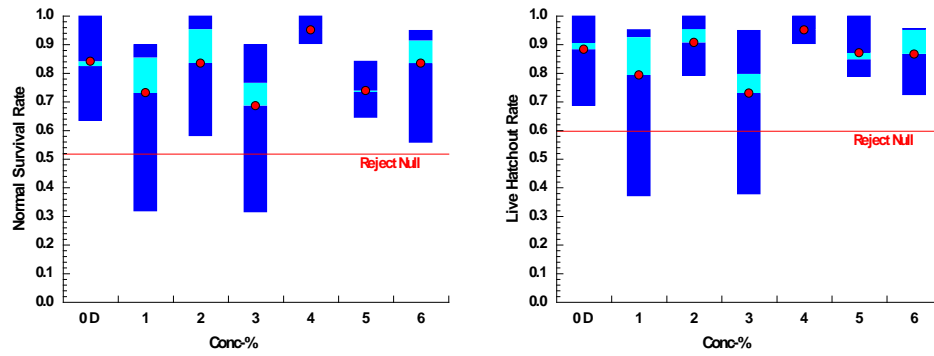 Normal Survival Rate
1.0
0.9
0.8
0.7
0.6
0.5
0.4
0.3
0.2
0.1
0.0
Reject Null
0 D 1 2 3 4 5 6
Conc-%
Live Hatchout Rate
1.0
0.9
0.8
0.7
0.6
0.5
0.4
0.3
0.2
0.1
0.0
Reject Null
0 D 1 2 3 4 5 6
Conc-%